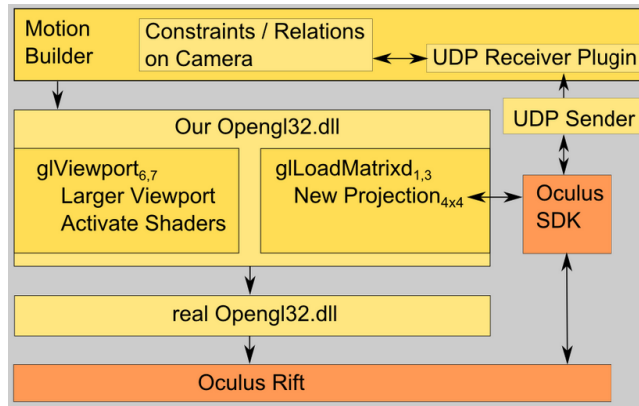 Motion
Builder
Constraints / Relations
on Camera
UDP Receiver Plugin
UDP Sender
Our Opengl32.dll
glViewport6,7
Larger Viewport
Activate Shaders
glLoadMatrixd1,3
New Projection4x4
Oculus
SDK
real Opengl32.dll
Oculus Rift